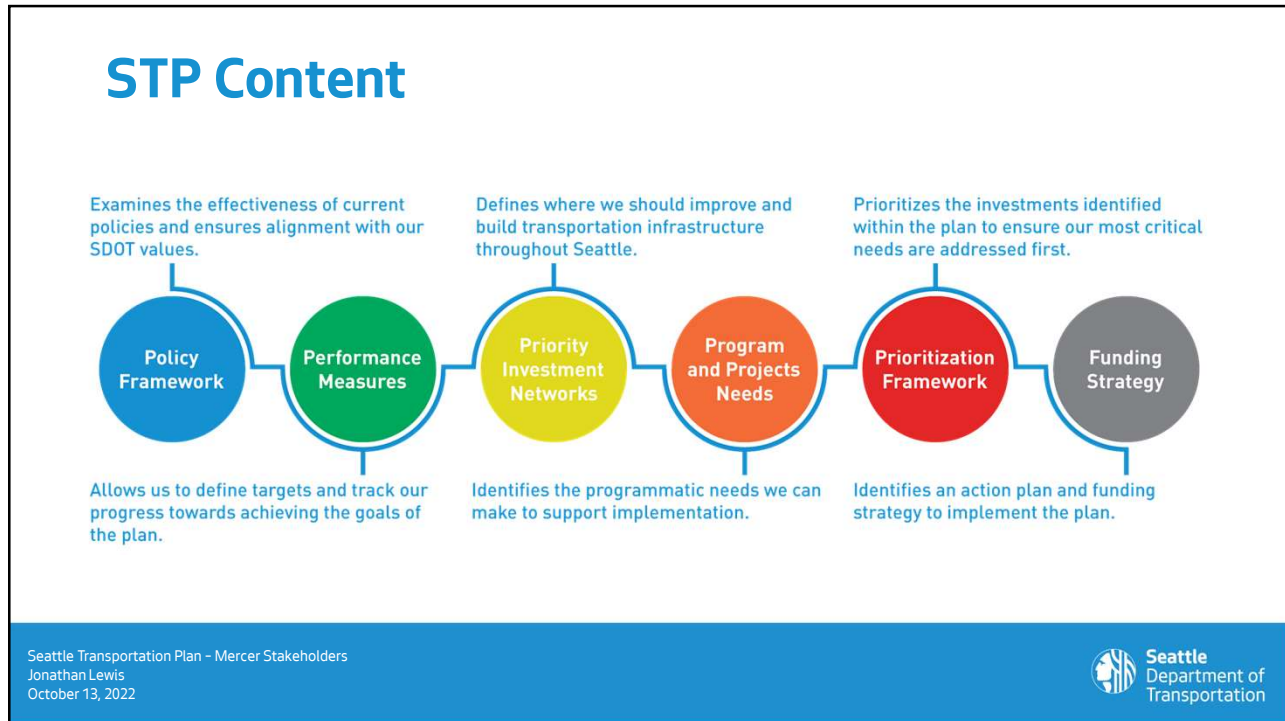 STP Content
Examines the effectiveness of current
policies and ensures alignment with our
SDOT values.
Defines where we should improve and
build transportation infrastructure
throughout Seattle.
Prioritizes the investments identified
within the plan to ensure our most critical
needs are addressed first.
Policy
Framework
Performance
Measures
Priority
Investment
Networks
Program
and Projects
Needs
Prioritization
Framework
Funding
Strategy
Allows us to define targets and track our
progress towards achieving the goals of
the plan.
Identifies the programmatic needs we can
make to support implementation.
Identifies an action plan and funding
strategy to implement the plan.
Seattle Transportation Plan – Mercer Stakeholders
Jonathan Lewis
October 13, 2022
Seattle
Department of
Transportation